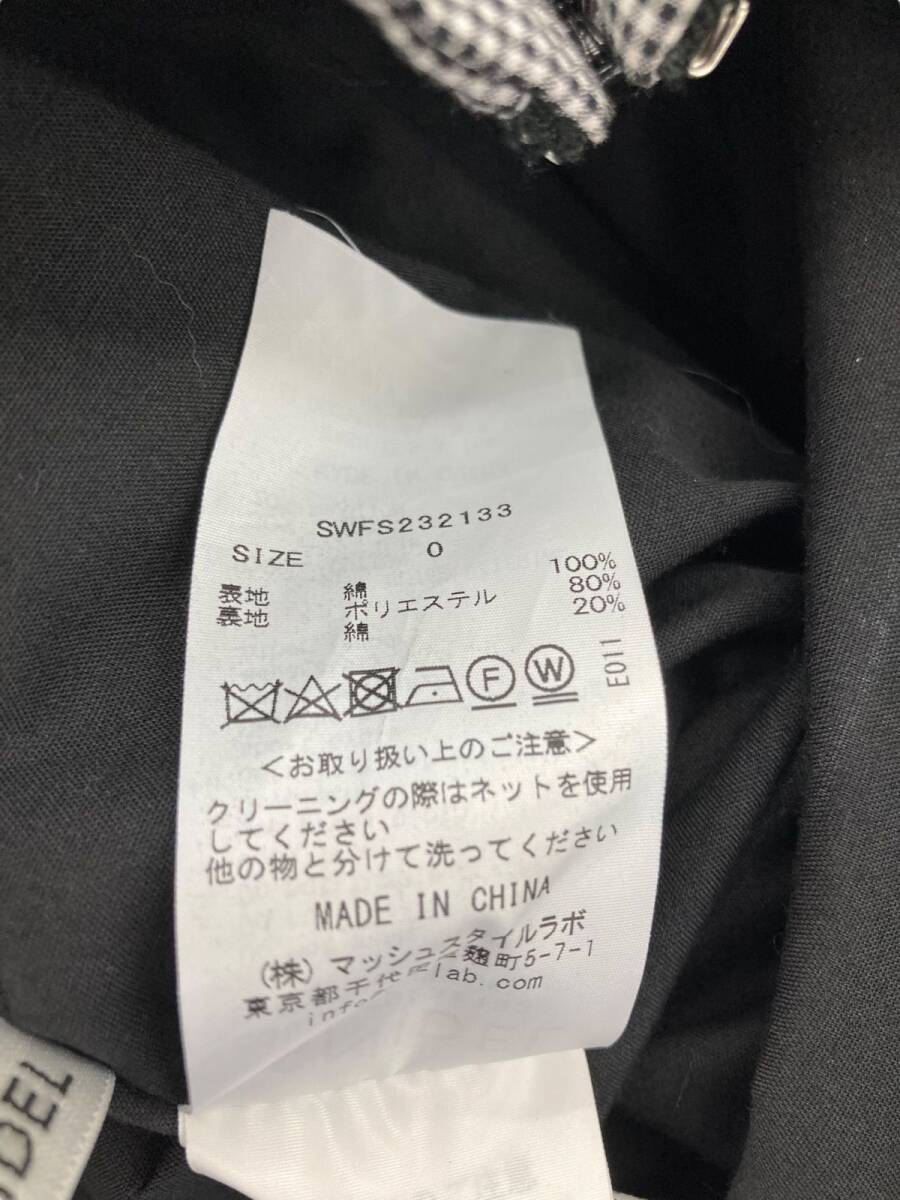 SWFS232133
SIZE 0
表地 綿 100%
裏地 ポリエステル 80%
綿 20%
F W E011
<お取り扱い上のご注意>
クリーニングの際はネットを使用
してください
他の物と分けて洗ってください
MADE IN CHINA
(株) マッシュスタイルラボ
東京都千代 麹町5-7-1
lab.com
DEL